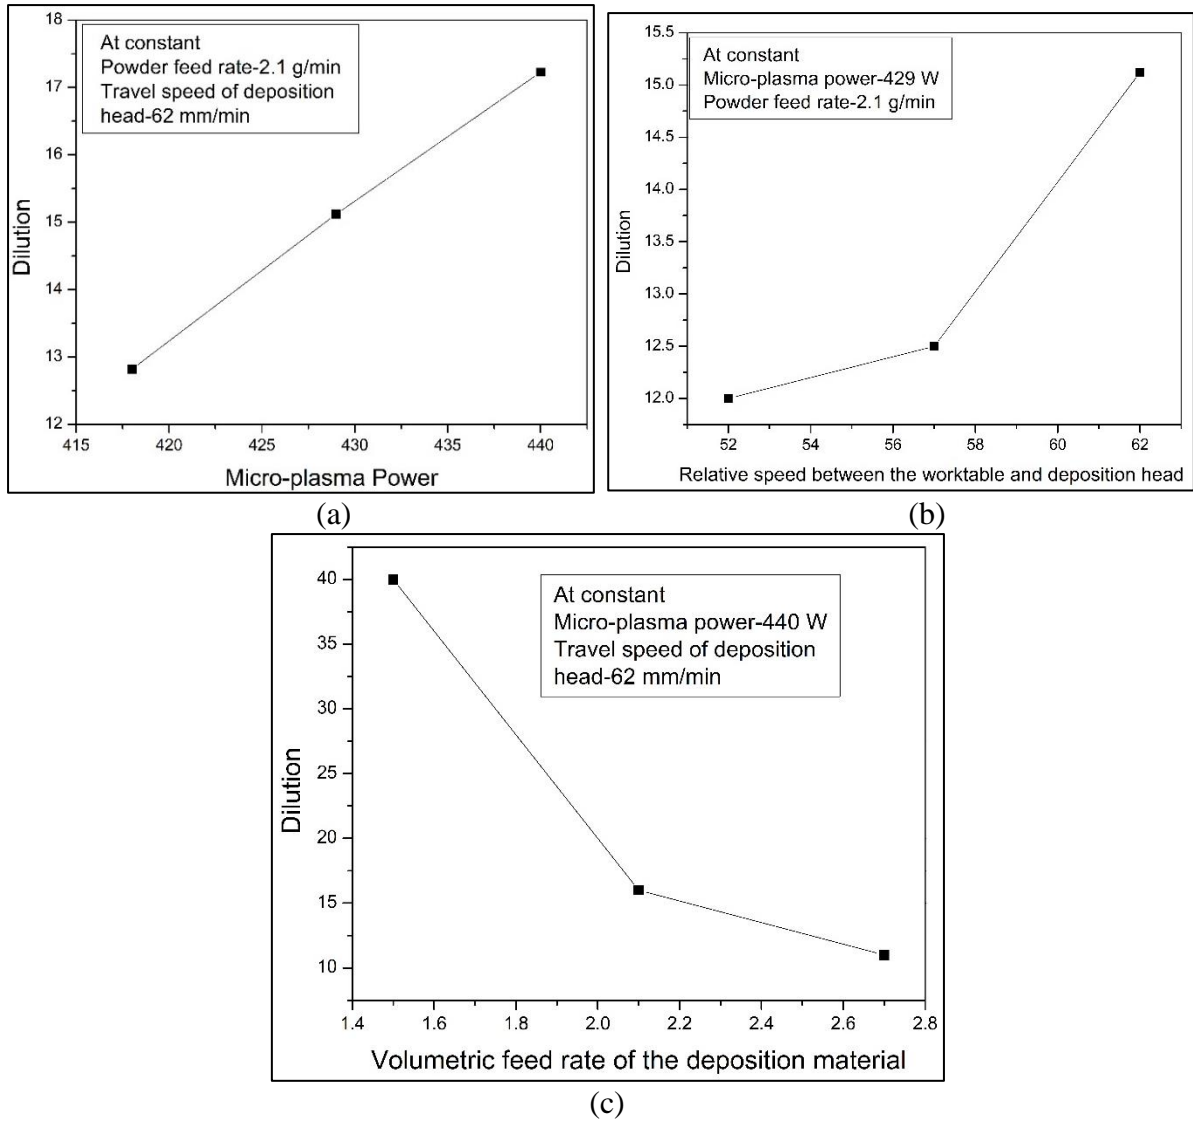 18
17
16
15
14
13
12
Dilution
At constant
Powder feed rate-2.1 g/min
Travel speed of deposition
head-62 mm/min
415 420 425 430 435 440
Micro-plasma Power
(a)
15.5
15.0
14.5
14.0
13.5
13.0
12.5
12.0
Dilution
At constant
Micro-plasma power-429 W
Powder feed rate-2.1 g/min
52 54 56 58 60 62
Relative speed between the worktable and deposition head
(b)
40
35
30
25
20
15
10
Dilution
At constant
Micro-plasma power-440 W
Travel speed of deposition
head-62 mm/min
1.4 1.6 1.8 2.0 2.2 2.4 2.6 2.8
Volumetric feed rate of the deposition material
(c)